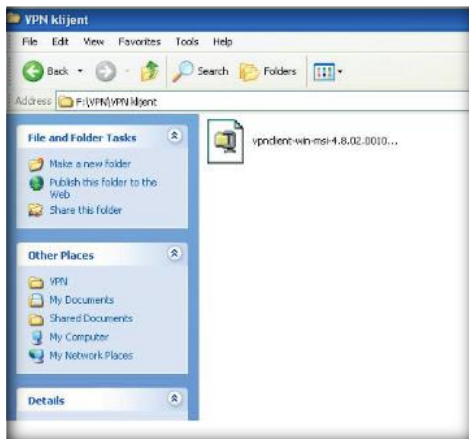 VPN klijent
File Edit View Favorites Tools Help
Back Search Folders
Address F:\VPN\VPN klijent
File and Folder Tasks
Make a new folder
Publish this folder to the
Web
Share this folder
vpnclient-win-msi-4.8.02.0010...
Other Places
VPN
My Documents
Shared Documents
My Computer
My Network Places
Details